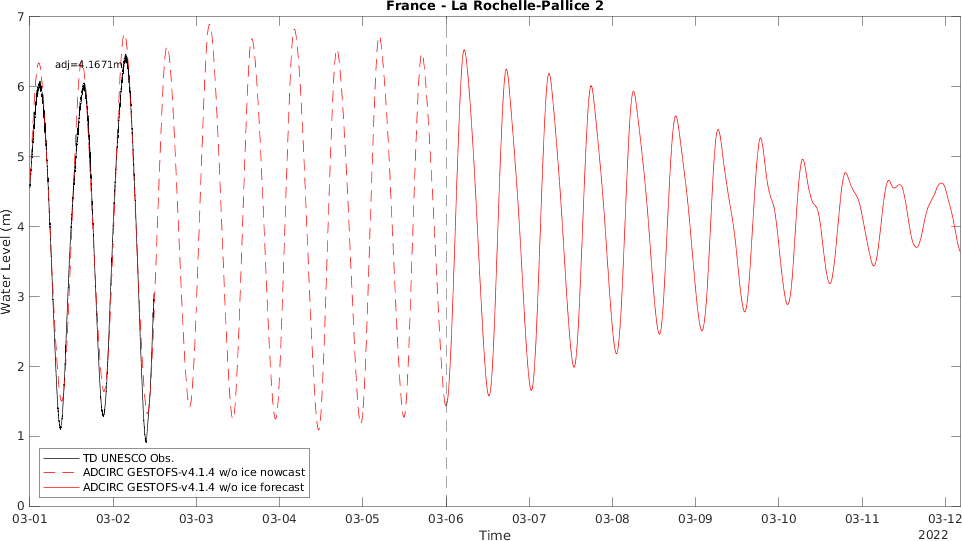 France - La Rochelle-Pallice 2
7
adj=4.1671m
6
5
4
3
2
1
0
Water Level (m)
TD UNESCO Obs.
ADCIRC GESTOFS-v4.1.4 w/o ice nowcast
ADCIRC GESTOFS-v4.1.4 w/o ice forecast
03-01 03-02 03-03 03-04 03-05 03-06 03-07 03-08 03-09 03-10 03-11 03-12
Time
2022